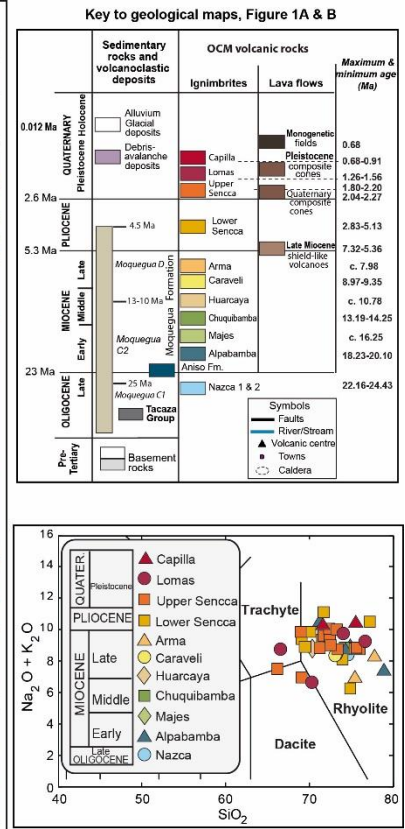 Key to geological maps, Figure 1A & B
Sedimentary rocks and volcanoclastic deposits
OCM volcanic rocks
Maximum & minimum age (Ma)
Ignimbrites
Lava flows
0.012 Ma
QUATERNARY
Pleistocene Holocene
Alluvium
Glacial
deposits
Debris-
avalanche
deposits
Monogenetic
fields
0.68
Capilla
Pleistocene
composite
cones
0.68-0.91
Lomas
1.26-1.56
Upper
Sencca
1.80-2.20
Quaternary
composite
cones
2.04-2.27
2.6 Ma
PLIOCENE
4.5 Ma
Lower
Sencca
2.83-5.13
5.3 Ma
Late Miocene
shield-like
volcanoes
7.32-5.36
MIOCENE
Late
Middle
Early
Moquegua D
Moquegua Formation
Arma
c. 7.98
Caraveli
8.97-9.35
13-10 Ma
Huarcaya
c. 10.78
Chuquibamba
13.19-14.25
Moquegua
C2
Majes
c. 16.25
Alpabamba
18.23-20.10
23 Ma
Aniso Fm.
OLIGOCENE
Late
25 Ma
Moquegua C1
Nazca 1 & 2
22.16-24.43
Tacaza
Group
Pre-
Tertiary
Basement
rocks
Symbols
Faults
River/Stream
Volcanic centre
Towns
Caldera
Na2O + K2O
16
14
12
10
8
6
4
2
0
QUATER.
Pleistocene
PLIOCENE
MIOCENE
Late
Middle
Early
Late
OLIGOCENE
Capilla
Lomas
Upper Sencca
Lower Sencca
Arma
Caraveli
Huarcaya
Chuquibamba
Majes
Alpabamba
Nazca
Trachyte
Rhyolite
Dacite
40 50 60 70 80
SiO2